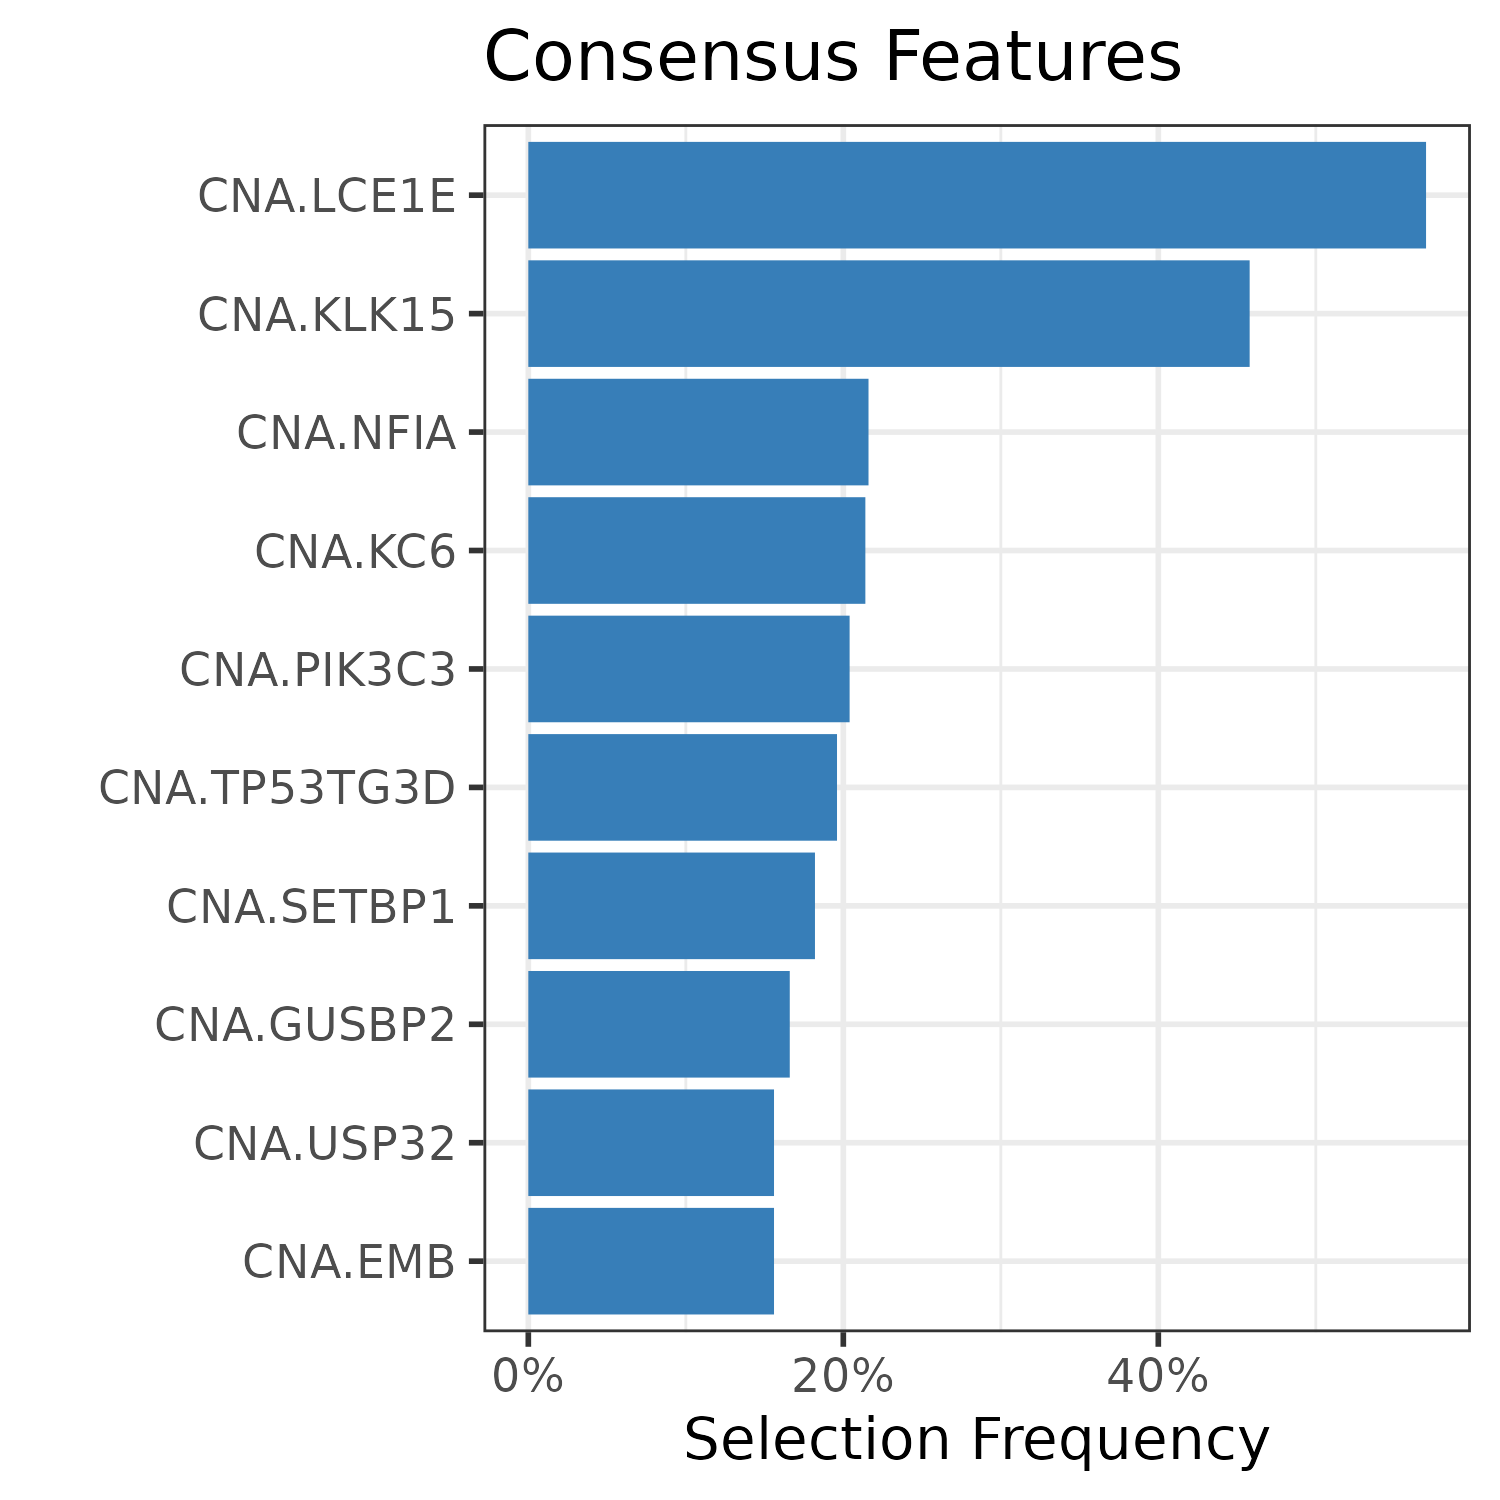 Consensus Features
CNA.LCE1E
CNA.KLK15
CNA.NFIA
CNA.KC6
CNA.PIK3C3
CNA.TP53TG3D
CNA.SETBP1
CNA.GUSBP2
CNA.USP32
CNA.EMB
0% 20% 40%
Selection Frequency